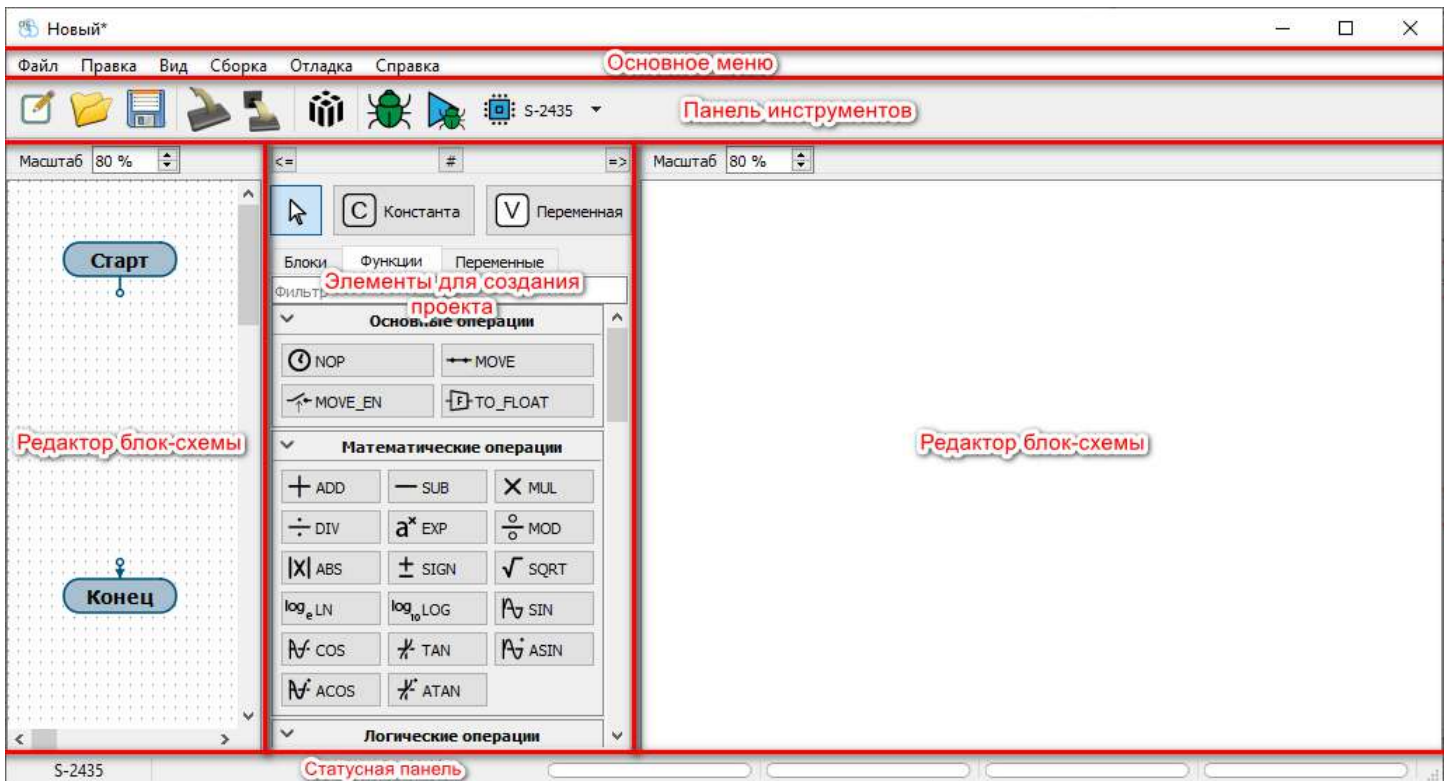 Новый*
Файл Правка Вид Сборка Отладка Справка
Основное меню
S-2435
Панель инструментов
Масштаб 80 %
<= # =>
Масштаб 80 %
Старт
Редактор блок-схемы
Конец
C Константа V Переменная
Блоки Функции Переменные
Фильтр
Элементы для создания
проекта
Основные операции
NOP MOVE
MOVE_EN F TO_FLOAT
Математические операции
ADD SUB MUL
DIV aˣ EXP MOD
|X| ABS SIGN SQRT
logₑ LN log₁₀ LOG SIN
COS TAN ASIN
ACOS ATAN
Логические операции
Редактор блок-схемы
S-2435
Статусная панель